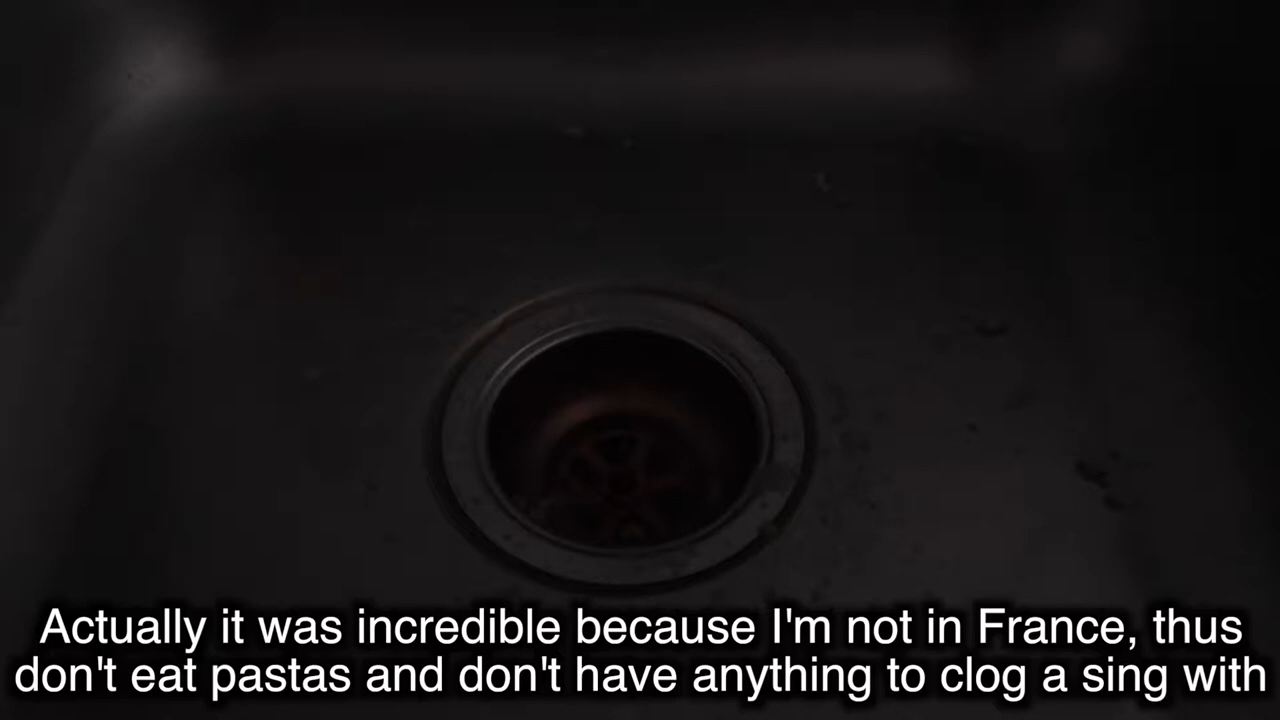 Actually it was incredible because I'm not in France, thus
don't eat pastas and don't have anything to clog a sing with